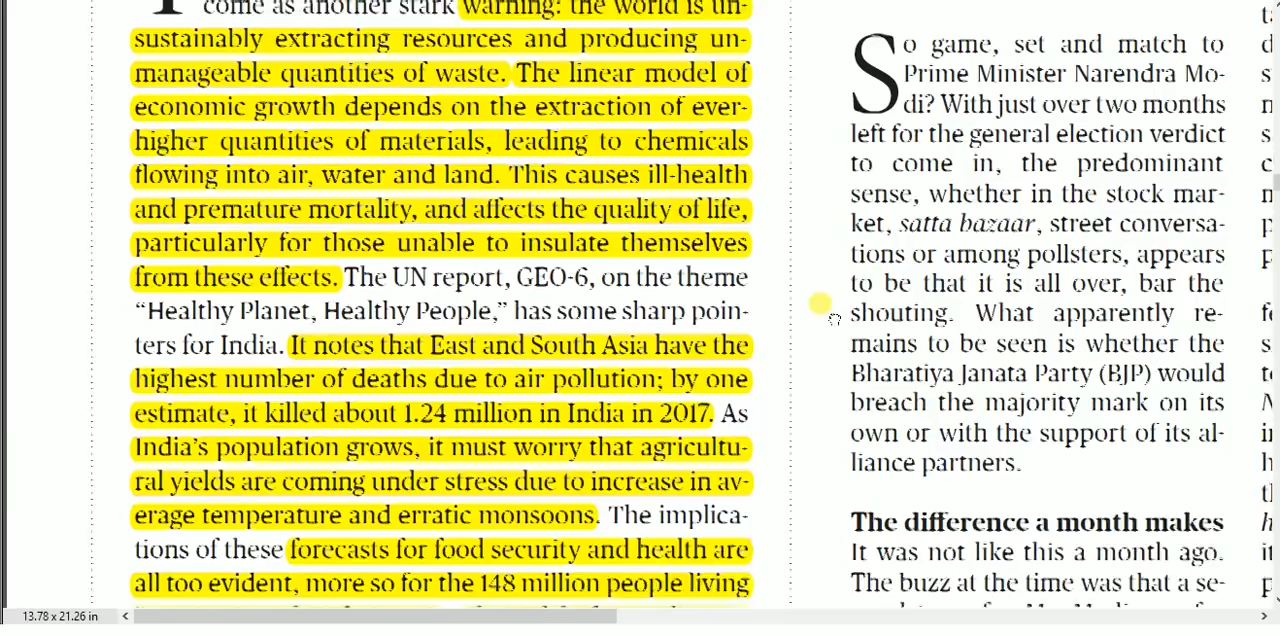 come as another stark warning: the world is un-
sustainably extracting resources and producing un-
manageable quantities of waste. The linear model of
economic growth depends on the extraction of ever-
higher quantities of materials, leading to chemicals
flowing into air, water and land. This causes ill-health
and premature mortality, and affects the quality of life,
particularly for those unable to insulate themselves
from these effects. The UN report, GEO-6, on the theme
“Healthy Planet, Healthy People,” has some sharp poin-
ters for India. It notes that East and South Asia have the
highest number of deaths due to air pollution; by one
estimate, it killed about 1.24 million in India in 2017. As
India’s population grows, it must worry that agricultu-
ral yields are coming under stress due to increase in av-
erage temperature and erratic monsoons. The implica-
tions of these forecasts for food security and health are
all too evident, more so for the 148 million people living
So game, set and match to
Prime Minister Narendra Mo-
di? With just over two months
left for the general election verdict
to come in, the predominant
sense, whether in the stock mar-
ket, satta bazaar, street conversa-
tions or among pollsters, appears
to be that it is all over, bar the
shouting. What apparently re-
mains to be seen is whether the
Bharatiya Janata Party (BJP) would
breach the majority mark on its
own or with the support of its al-
liance partners.
The difference a month makes
It was not like this a month ago.
The buzz at the time was that a se-
13.78 x 21.26 in